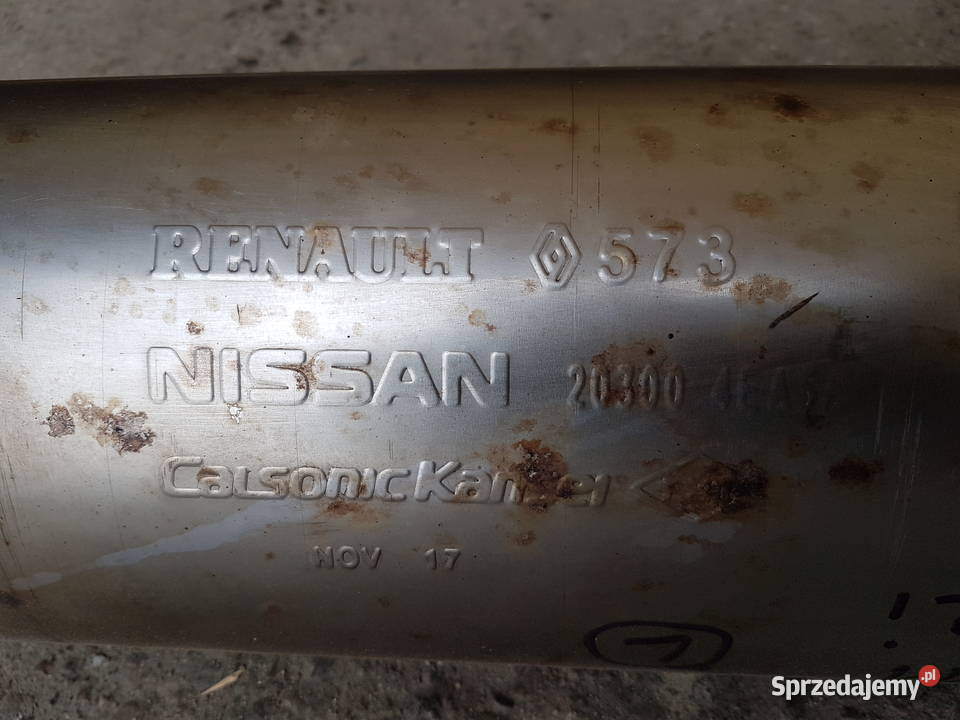 RENAULT 573
NISSAN 20300
CalsonicKansei
NOV 17
Sprzedajemy.pl